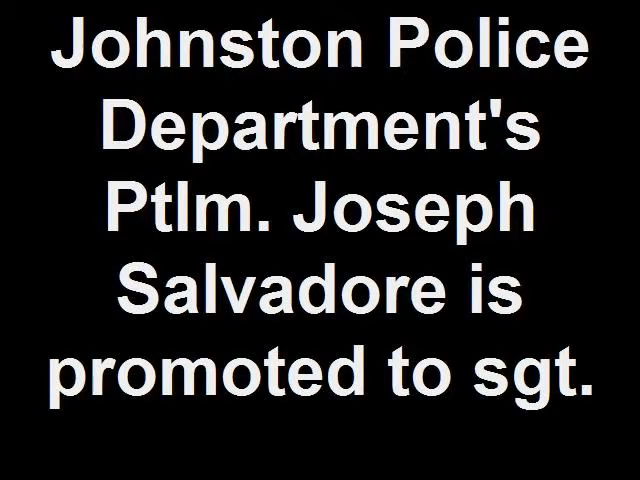 Johnston Police
Department's
Ptlm. Joseph
Salvadore is
promoted to sgt.